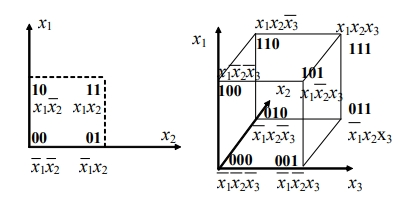 x₁
10 11
x₁x̅₂ x₁x₂
00 01
x₂
x̅₁x̅₂ x̅₁x₂
x₁
x₁x₂x̅₃
x₁x₂x₃
110
111
x₁x̅₂x̅₃
101
100
x₂
x₁x̅₂x₃
010
011
x̅₁x₂x̅₃
x̅₁x₂x₃
000
001
x̅₁x̅₂x̅₃
x̅₁x̅₂x₃
x₃